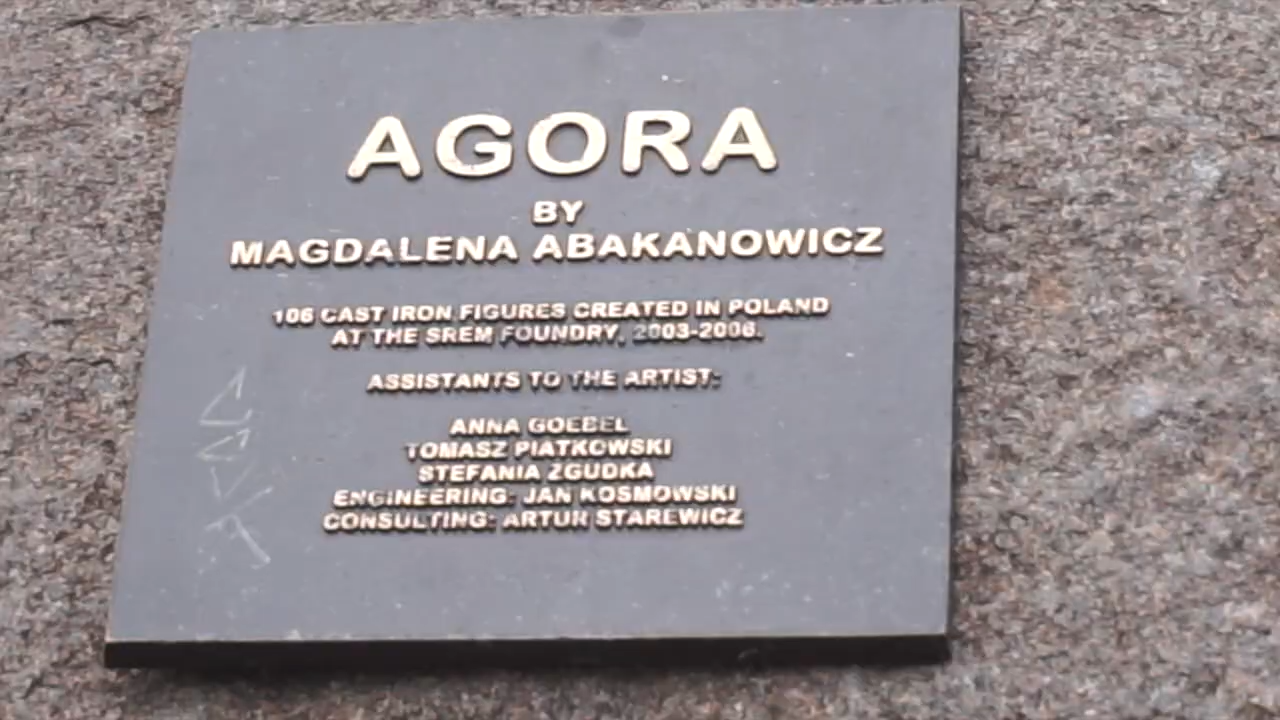 AGORA
BY
MAGDALENA ABAKANOWICZ
106 CAST IRON FIGURES CREATED IN POLAND
AT THE SREM FOUNDRY, 2003-2006.
ASSISTANTS TO THE ARTIST:
ANNA GOEBEL
TOMASZ PIATKOWSKI
STEFANIA ZGUDKA
ENGINEERING: JAN KOSMOWSKI
CONSULTING: ARTUR STAREWICZ